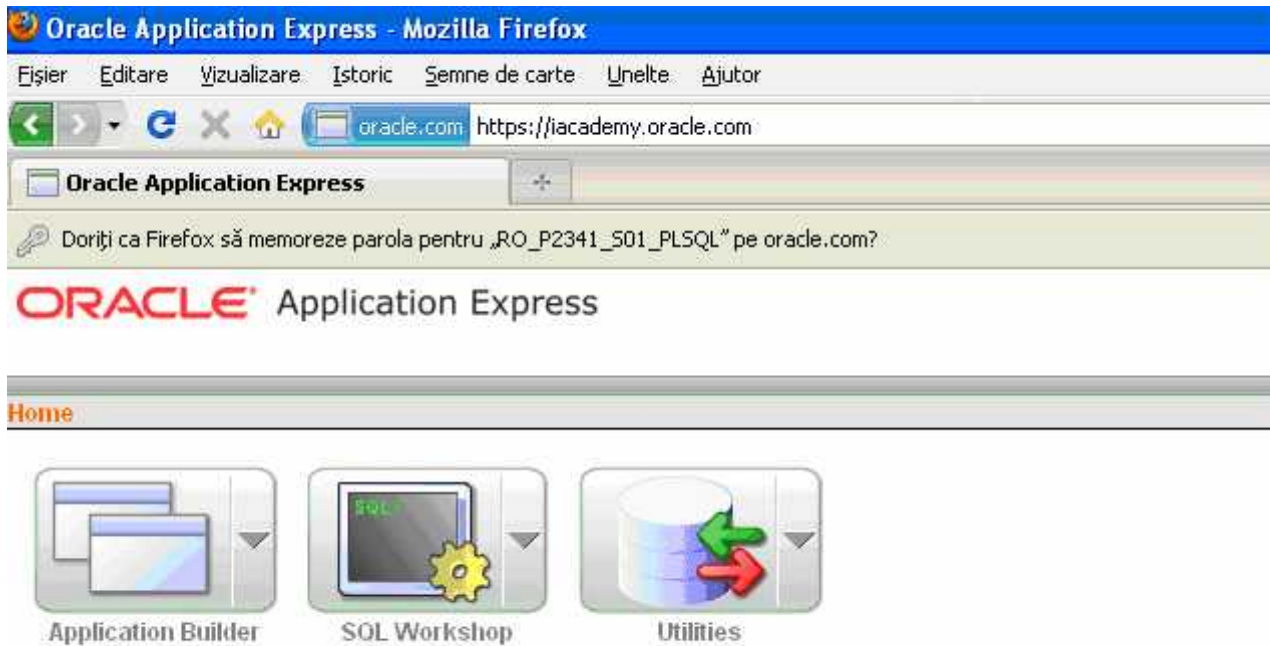 Oracle Application Express - Mozilla Firefox
Fișier Editare Vizualizare Istoric Semne de carte Unelte Ajutor
oracle.com https://iacademy.oracle.com
Oracle Application Express
Doriți ca Firefox să memoreze parola pentru „RO_P2341_S01_PLSQL” pe oracle.com?
ORACLE Application Express
Home
SQL>
Application Builder SQL Workshop Utilities